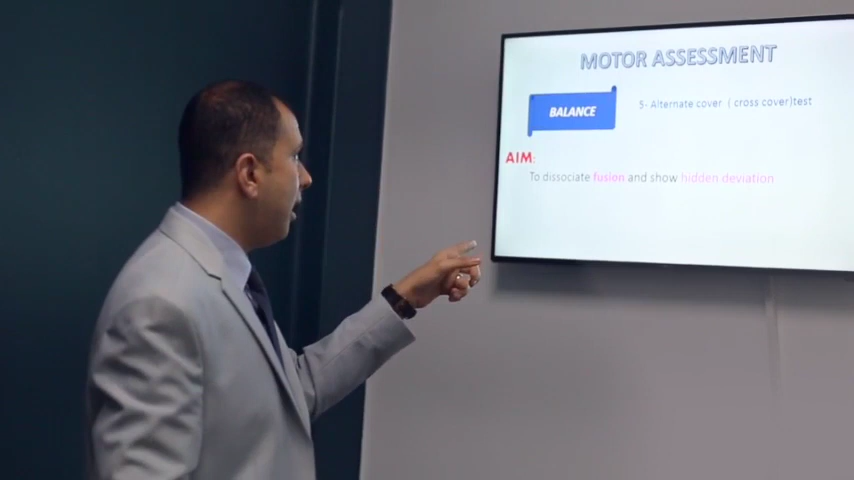 MOTOR ASSESSMENT
BALANCE
5- Alternate cover ( cross cover)test
AIM:
To dissociate fusion and show hidden deviation